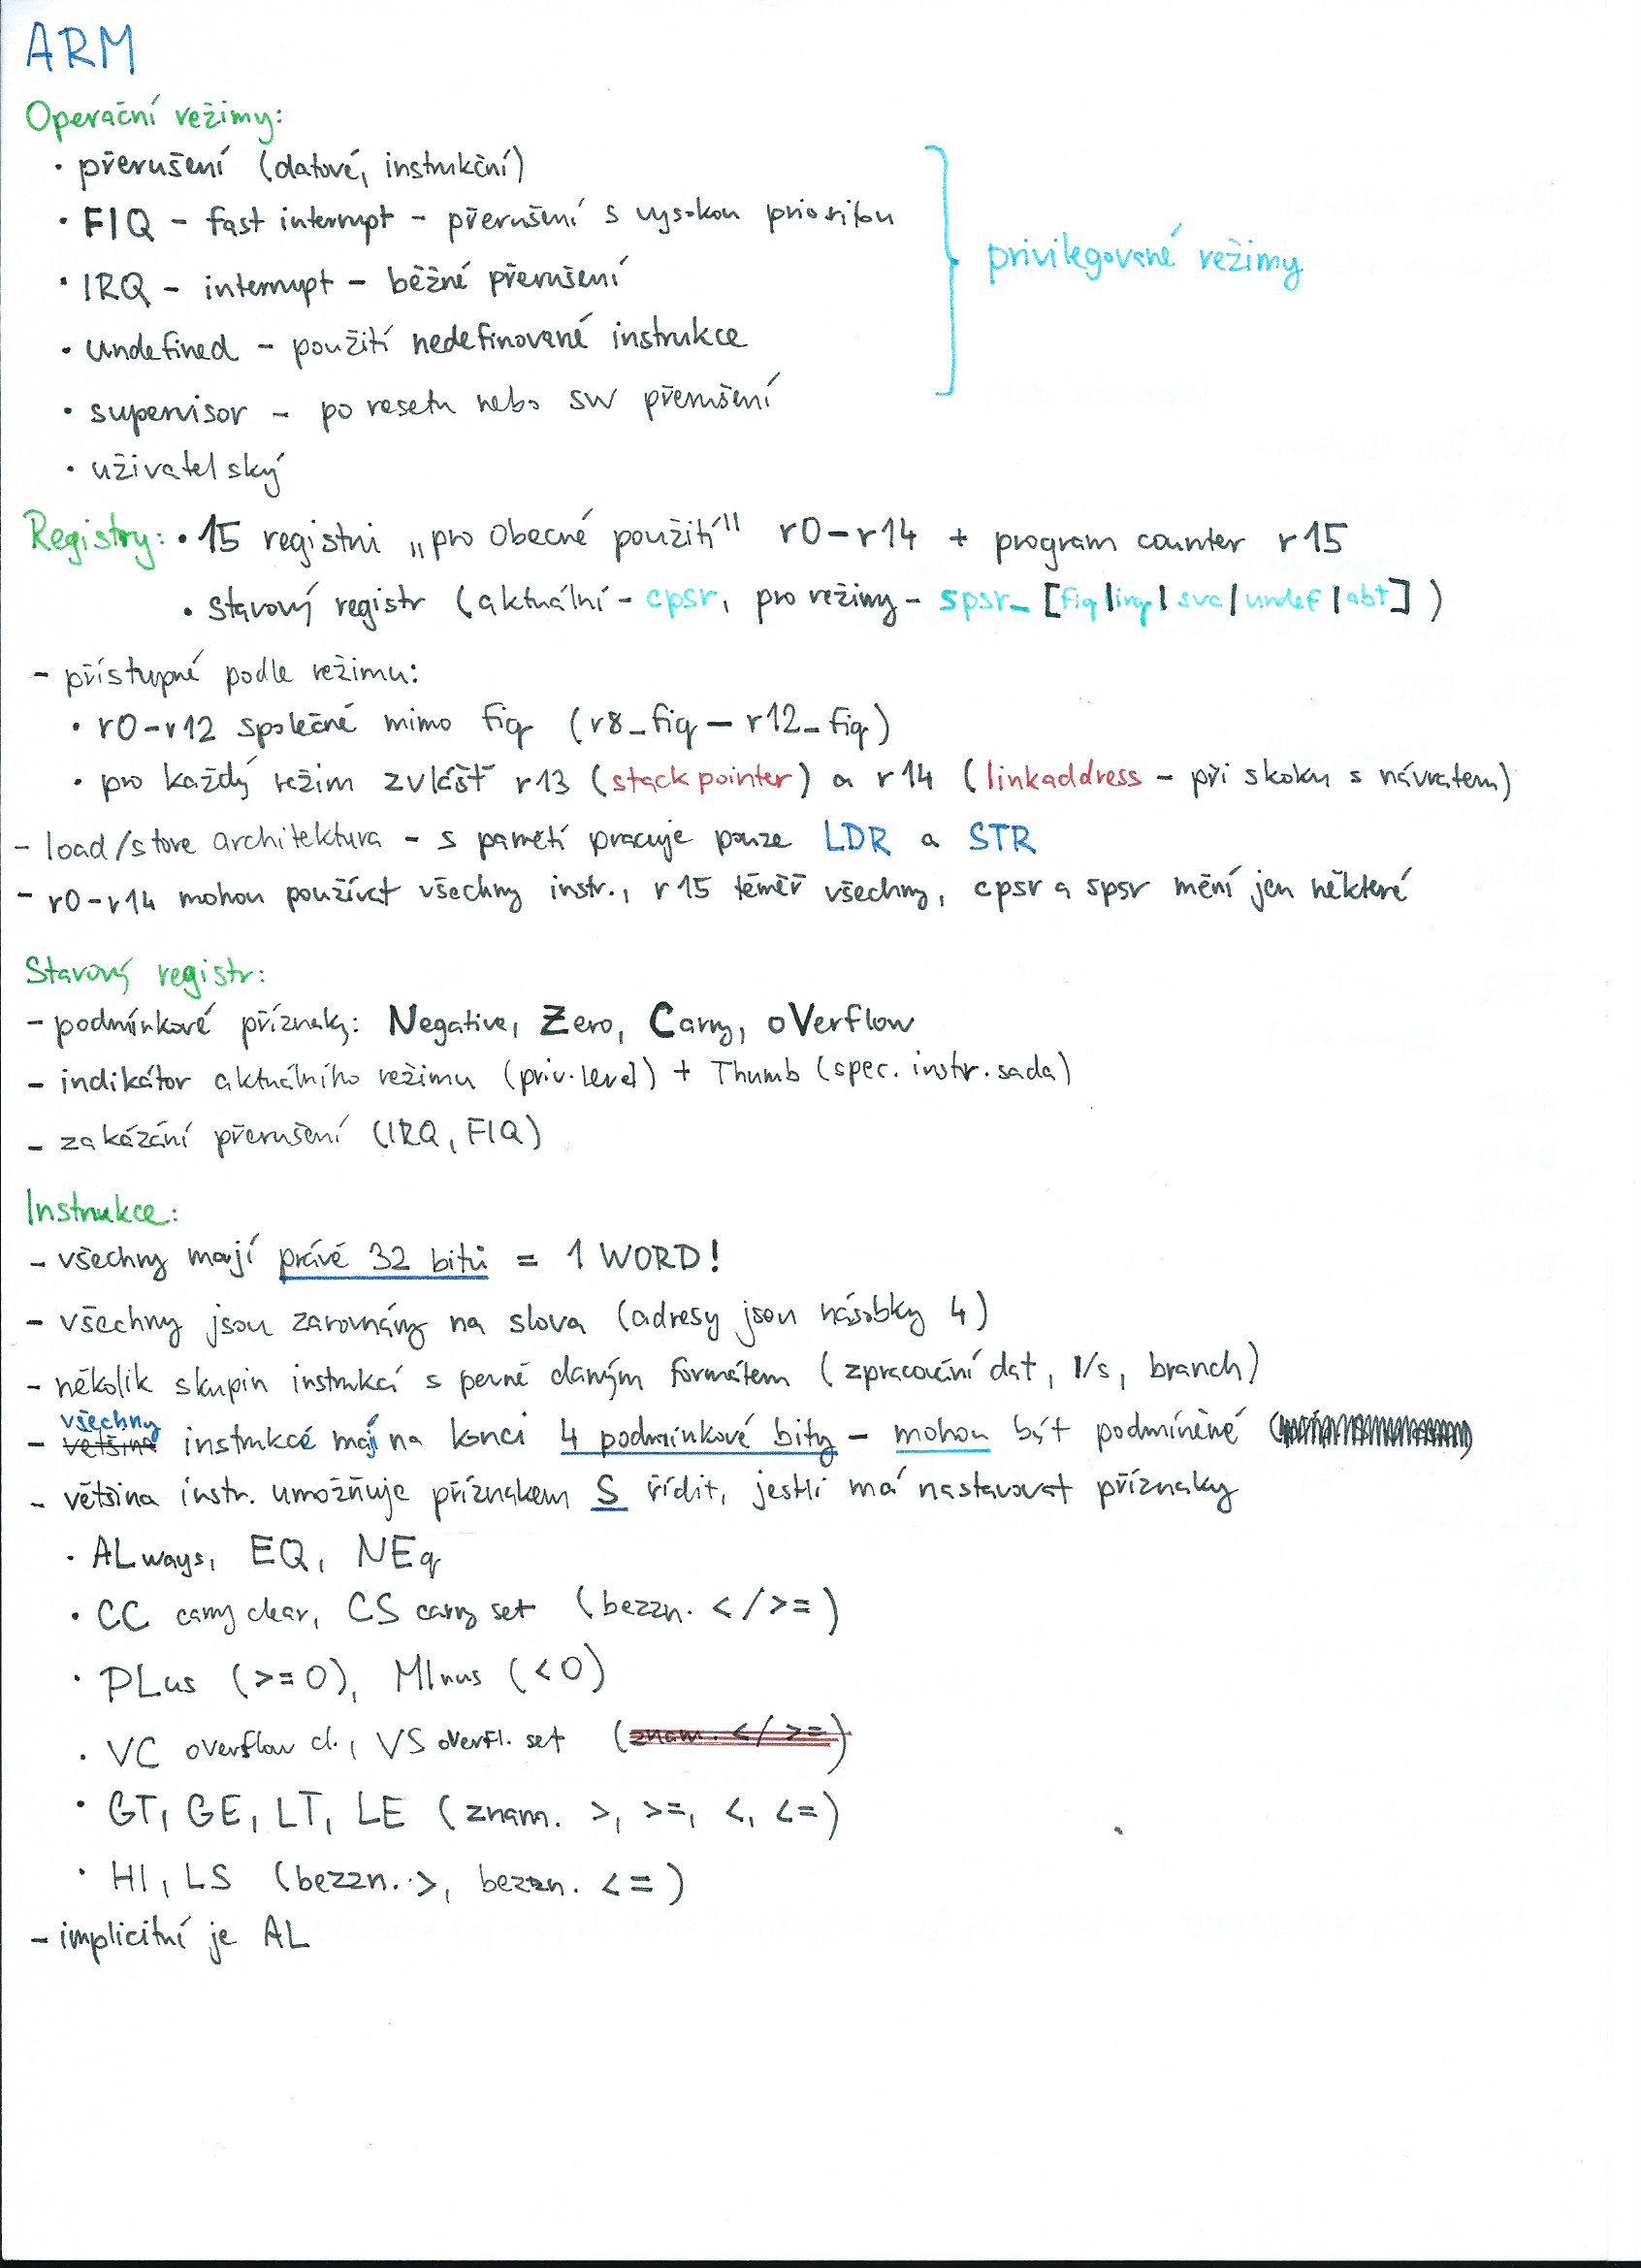 ARM
Operační režimy:
• přerušení (datové, instrukční)
• FIQ – fast interrupt – přerušení s vysokou prioritou
• IRQ – interrupt – běžné přerušení
privilegované režimy
• undefined – použití nedefinované instrukce
• supervisor – po resetu nebo sw přerušení
• uživatelský
Registry: • 15 registrů „pro obecné použití" r0–r14 + program counter r15
• stavový registr (aktuální – cpsr, pro režimy – spsr_[fiq|irq|svc|undef|abt])
– přístupné podle režimu:
• r0–r12 společné mimo fiq (r8_fiq – r12_fiq)
• pro každý režim zvlášť r13 (stack pointer) a r14 (link address – při skoku s návratem)
– load/store architektura – s pamětí pracuje pouze LDR a STR
– r0–r14 mohou používat všechny instr., r15 téměř všechny, cpsr a spsr mění jen některé
Stavový registr:
– podmínkové příznaky: Negative, Zero, Carry, oVerflow
– indikátor aktuálního režimu (priv. level) + Thumb (spec. instr. sada)
– zakázání přerušení (IRQ, FIQ)
Instrukce:
– všechny mají právě 32 bitů = 1 WORD!
– všechny jsou zarovnány na slova (adresy jsou násobky 4)
– několik skupin instrukcí s pevně daným formátem (zpracování dat, l/s, branch)
všechny
– většina instrukcé mají na konci 4 podmínkové bity – mohou být podmíněné
– většina instr. umožňuje příznakem S řídit, jestli má nastavovat příznaky
• ALways, EQ, NEq
• CC carry clear, CS carry set (bezzn. < / >=)
• PLus (>=0), MInus (<0)
• VC overflow cl., VS overfl. set (znam. < / >=)
• GT, GE, LT, LE (znam. >, >=, <, <=)
• HI, LS (bezzn. >, bezzn. <=)
– implicitní je AL